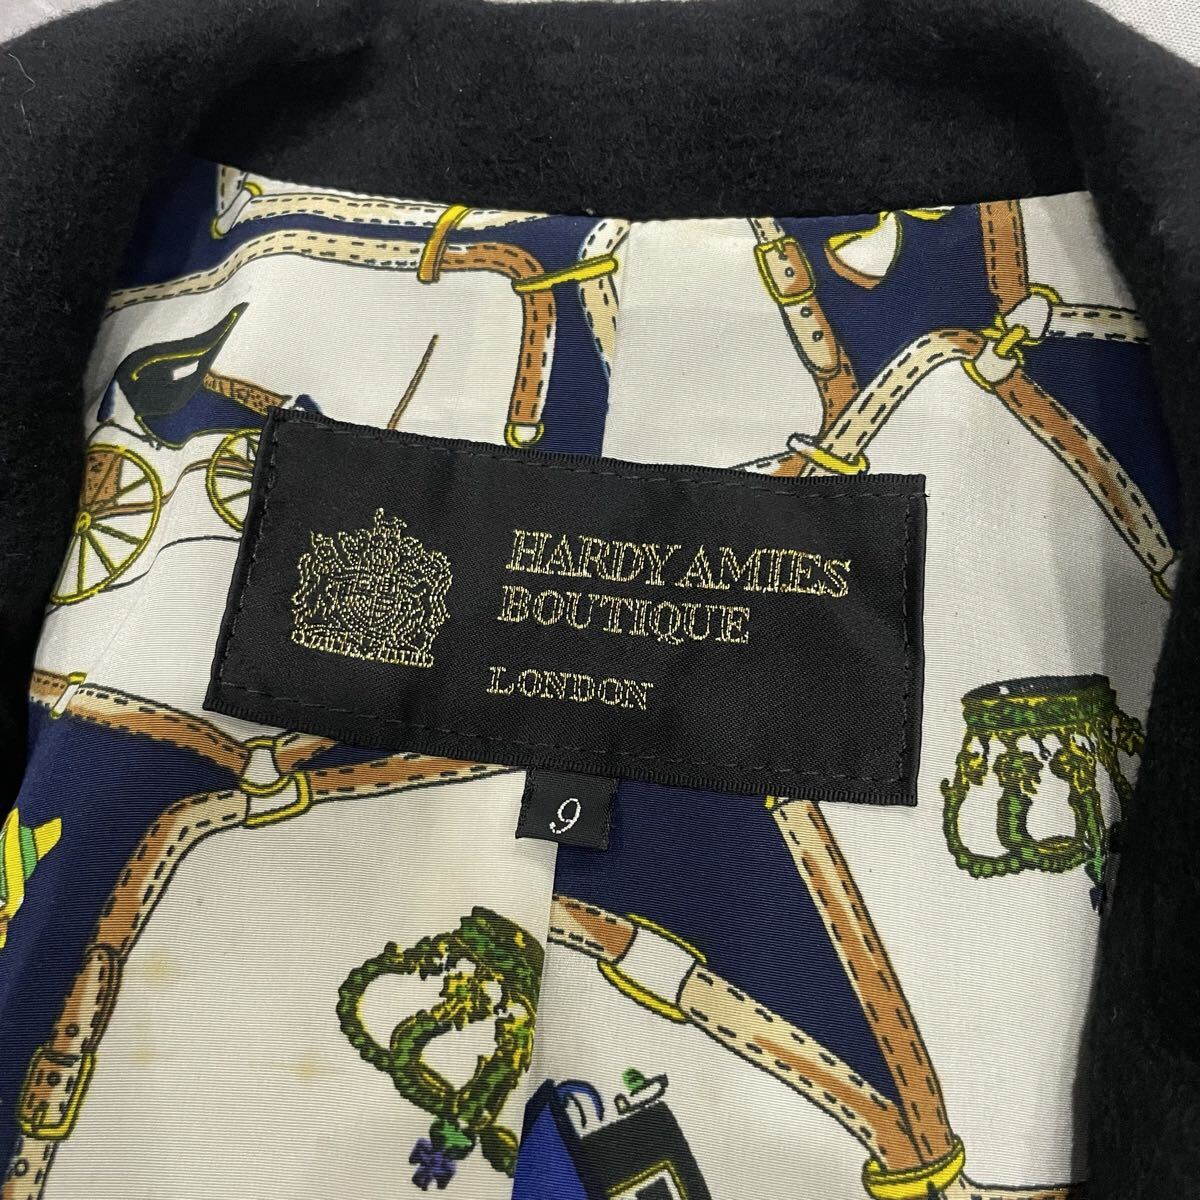 HARDY AMIES
BOUTIQUE
LONDON
9